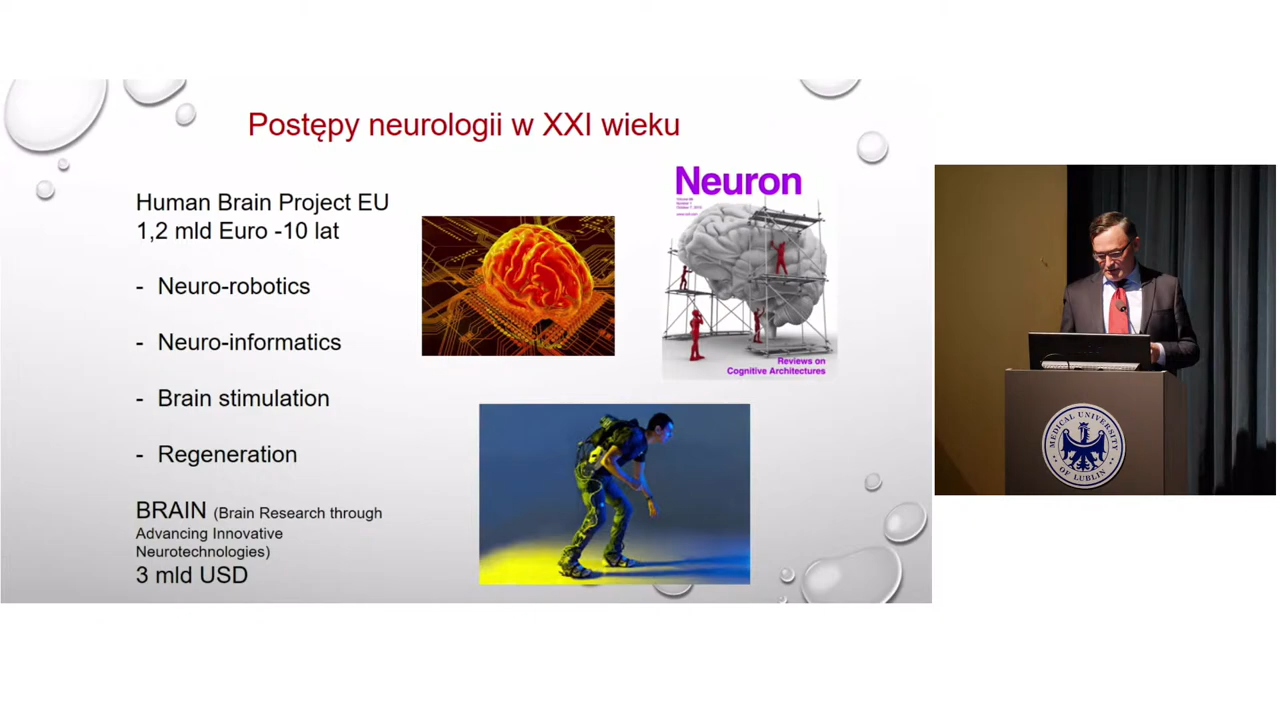 Postępy neurologii w XXI wieku
Human Brain Project EU
1,2 mld Euro -10 lat
- Neuro-robotics
- Neuro-informatics
- Brain stimulation
- Regeneration
BRAIN (Brain Research through
Advancing Innovative
Neurotechnologies)
3 mld USD
Neuron
Reviews on
Cognitive Architectures
MEDICAL UNIVERSITY
OF LUBLIN